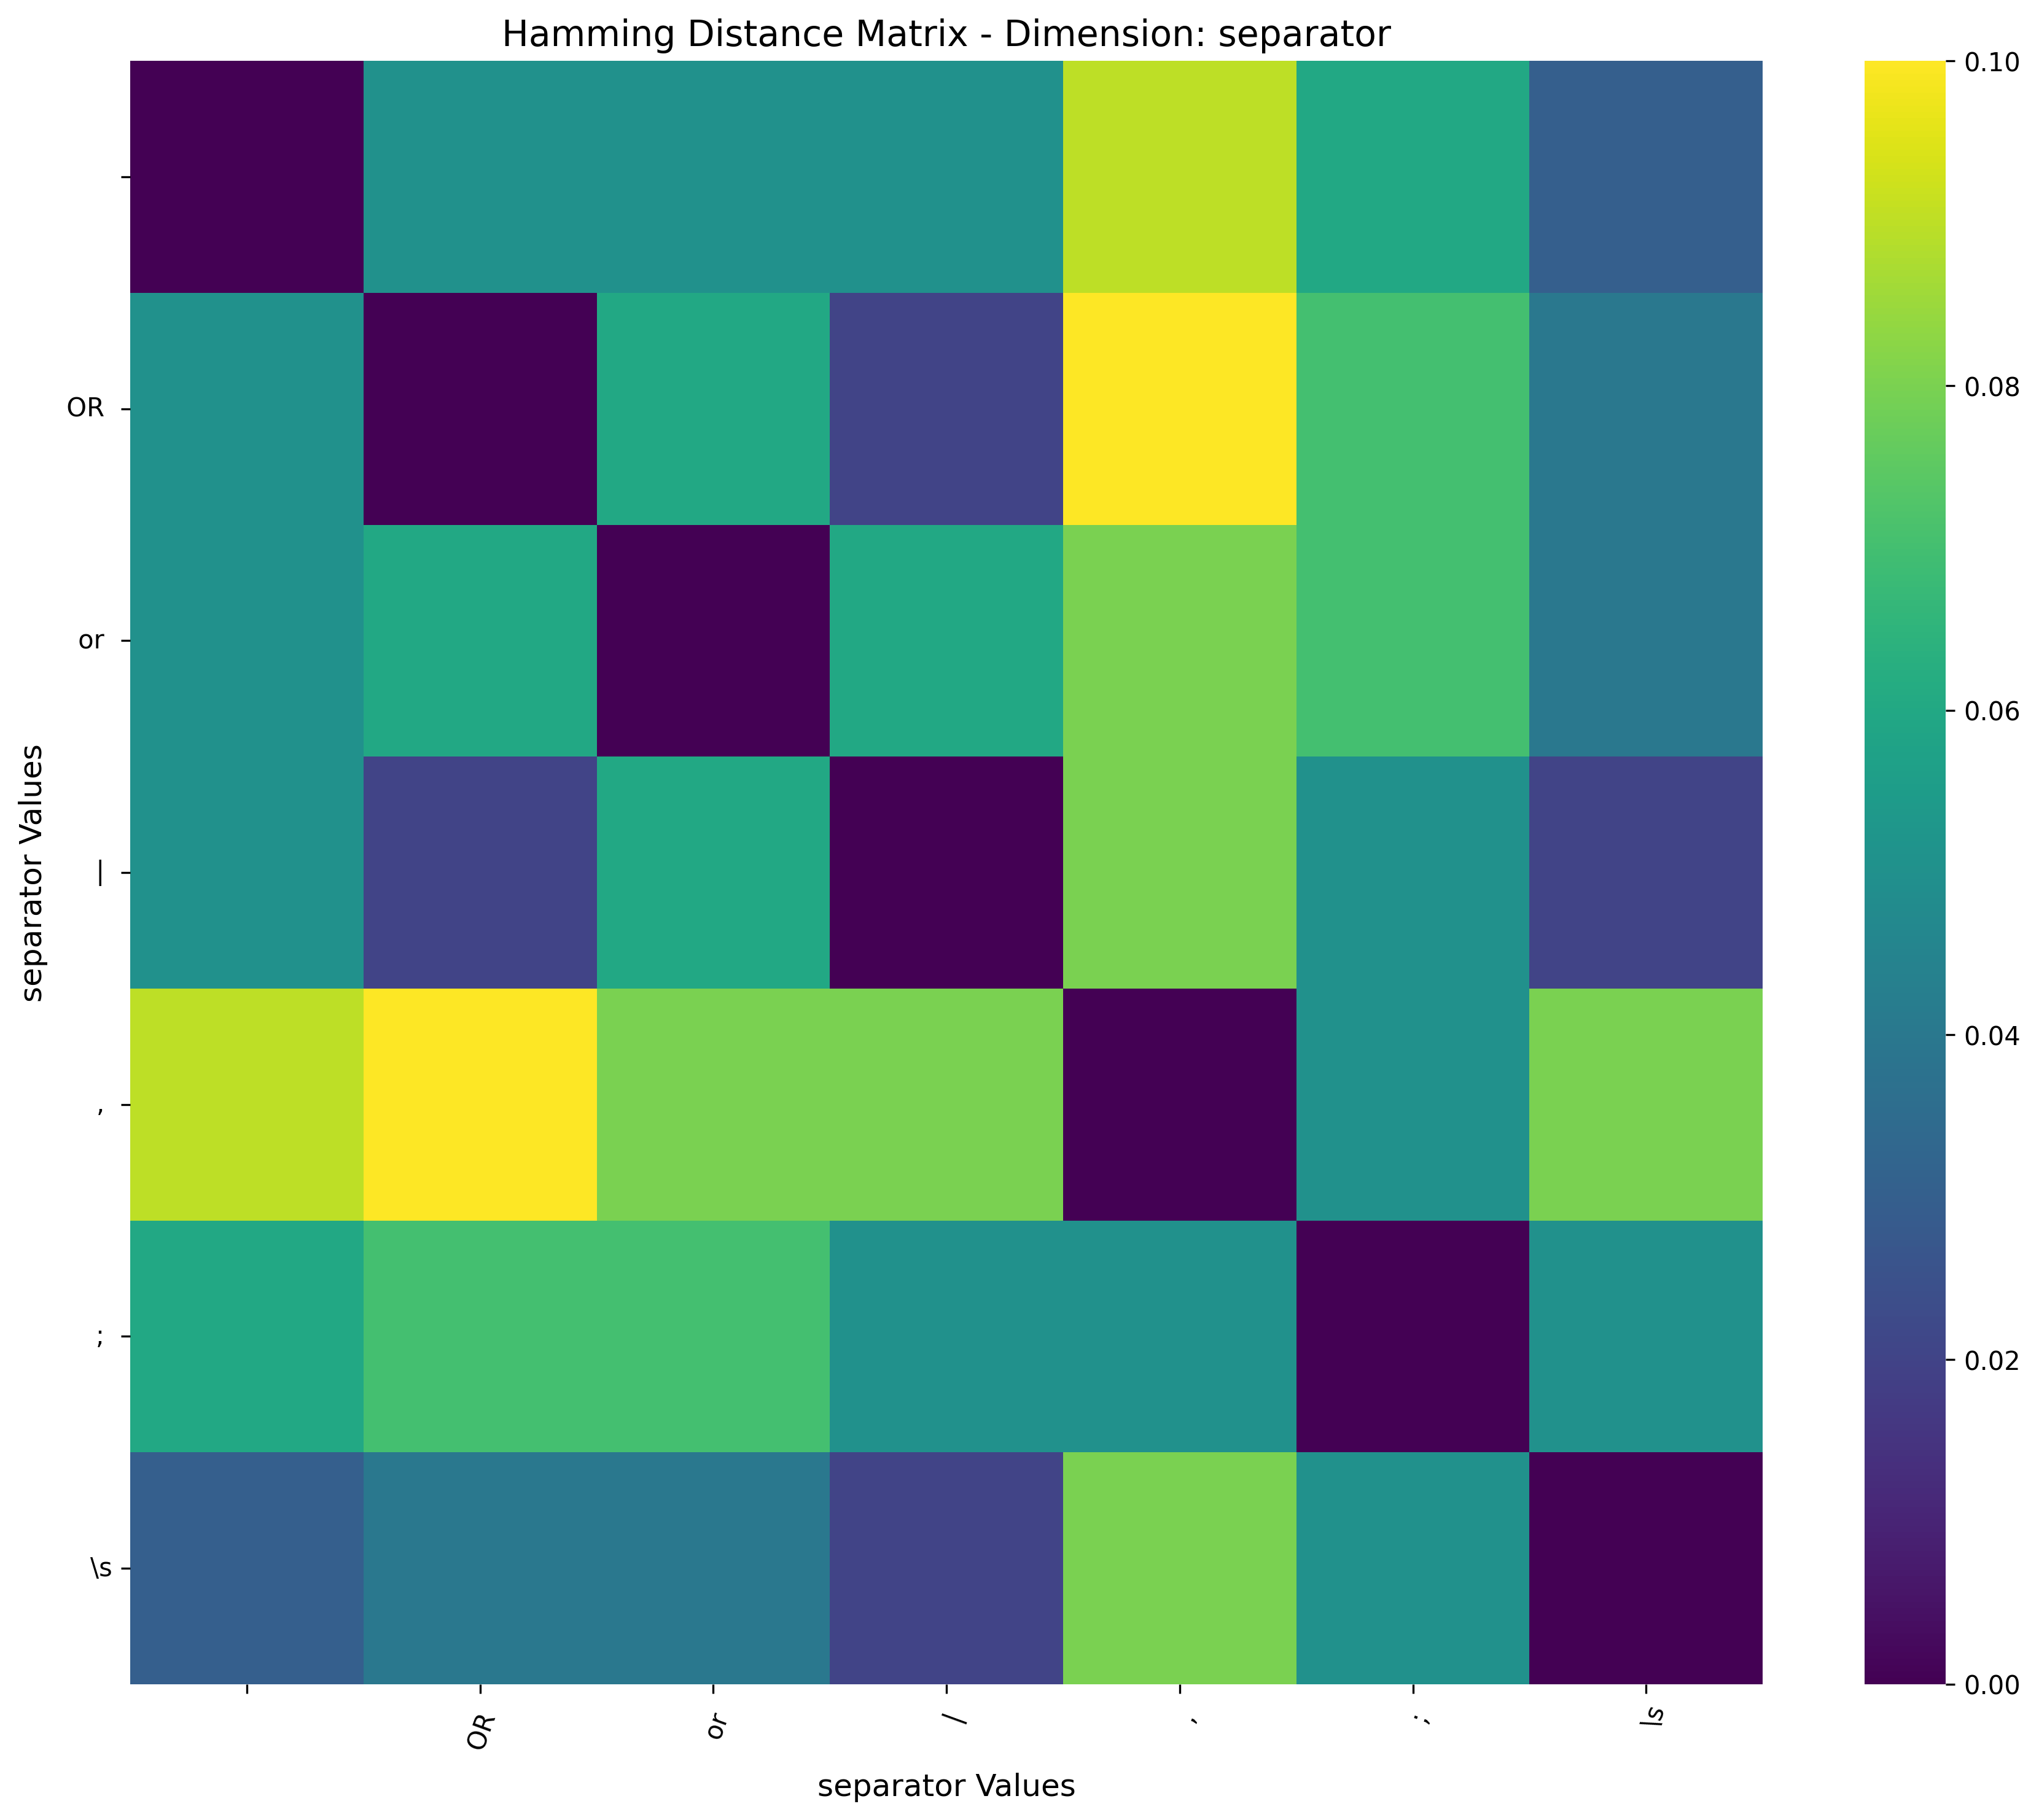 Hamming Distance Matrix - Dimension: separator
0.10
0.08
0.06
0.04
0.02
0.00
separator Values
OR
or
|
,
;
\s
OR
or
|
,
;
\s
separator Values